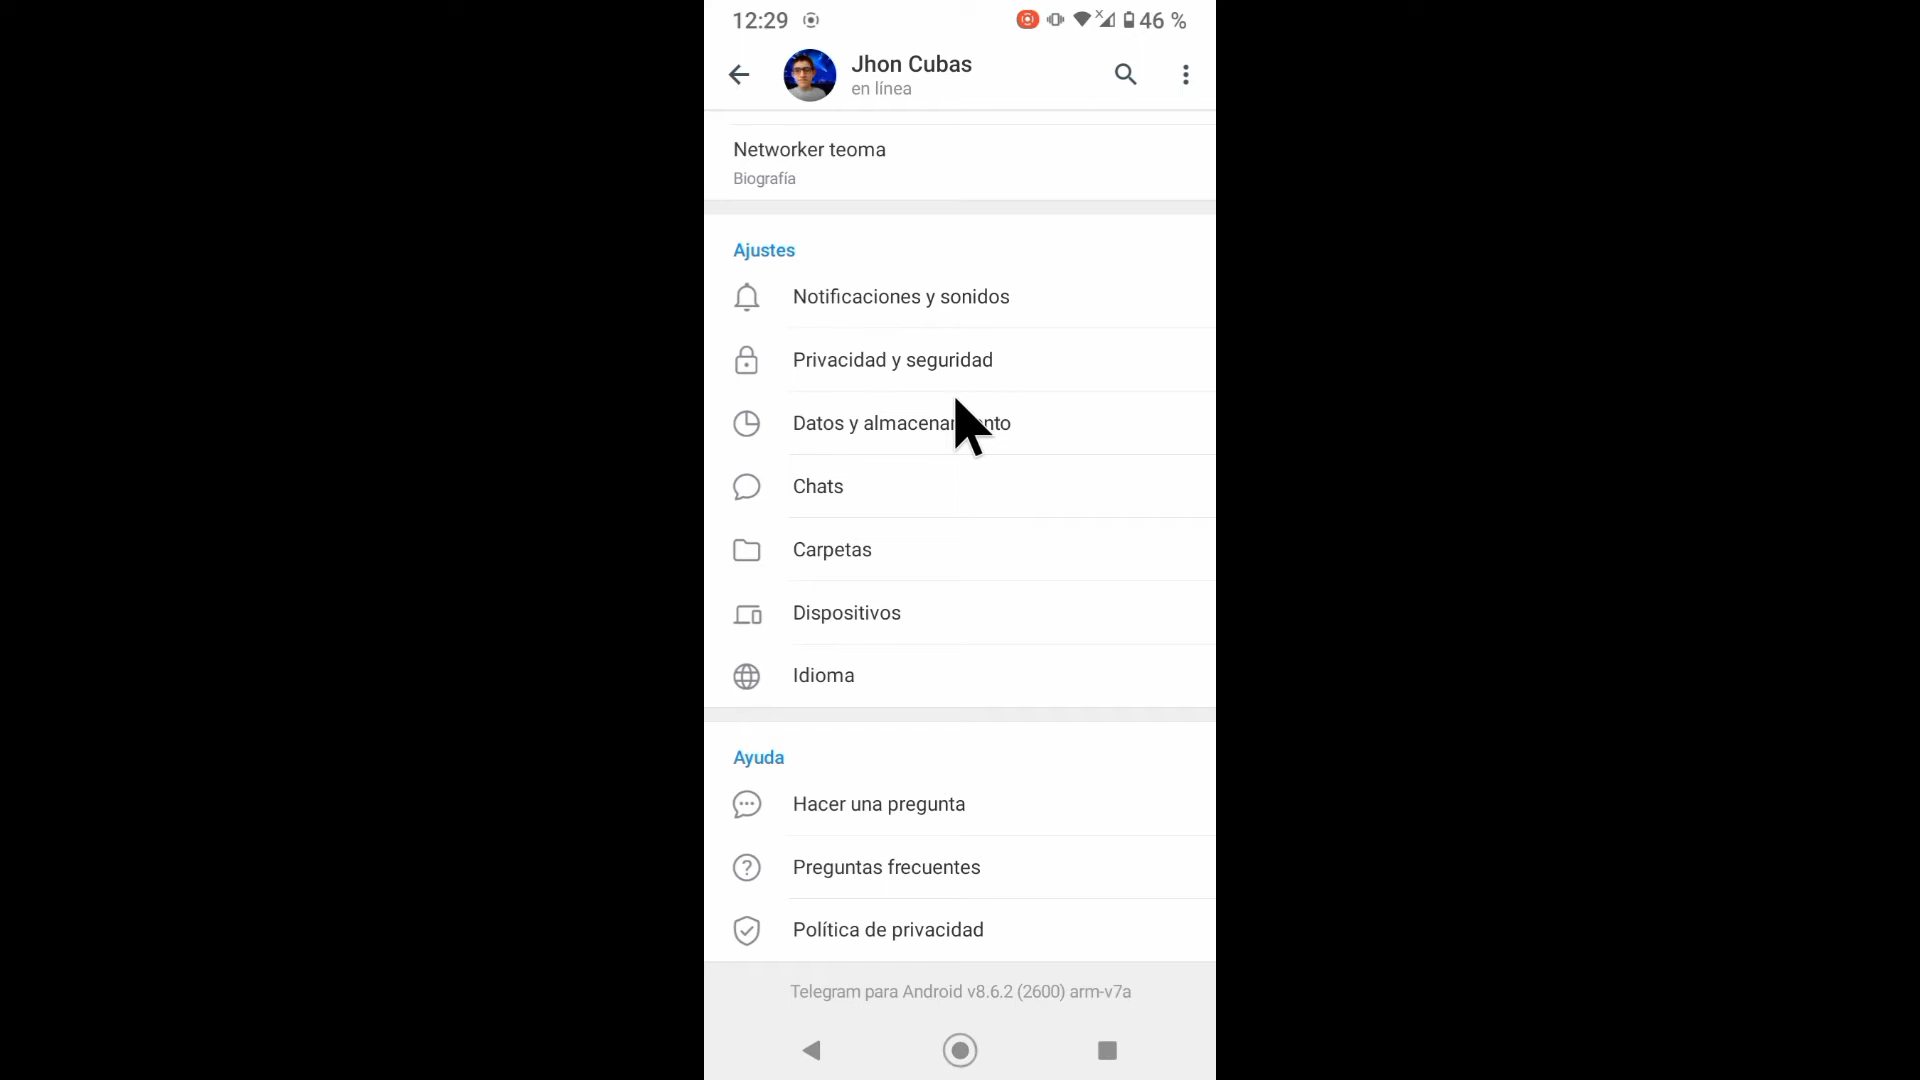 12:29
46 %
Jhon Cubas
en línea
Networker teoma
Biografía
Ajustes
Notificaciones y sonidos
Privacidad y seguridad
Datos y almacenamiento
Chats
Carpetas
Dispositivos
Idioma
Ayuda
Hacer una pregunta
Preguntas frecuentes
Política de privacidad
Telegram para Android v8.6.2 (2600) arm-v7a